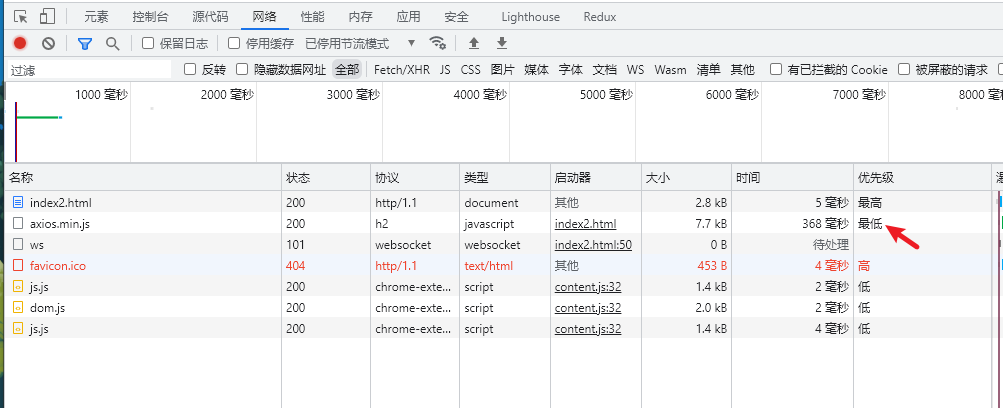 元素 控制台 源代码 网络 性能 内存 应用 安全 Lighthouse Redux
保留日志 停用缓存 已停用节流模式
过滤 反转 隐藏数据网址 全部 Fetch/XHR JS CSS 图片 媒体 字体 文档 WS Wasm 清单 其他 有已拦截的 Cookie 被屏蔽的请求
1000 毫秒 2000 毫秒 3000 毫秒 4000 毫秒 5000 毫秒 6000 毫秒 7000 毫秒 8000 毫秒
名称 状态 协议 类型 启动器 大小 时间 优先级
index2.html 200 http/1.1 document 其他 2.8 kB 5 毫秒 最高
axios.min.js 200 h2 javascript index2.html 7.7 kB 368 毫秒 最低
ws 101 websocket websocket index2.html:50 0 B 待处理
favicon.ico 404 http/1.1 text/html 其他 453 B 4 毫秒 高
js.js 200 chrome-exte... script content.js:32 1.4 kB 2 毫秒 低
dom.js 200 chrome-exte... script content.js:32 2.0 kB 2 毫秒 低
js.js 200 chrome-exte... script content.js:32 1.4 kB 4 毫秒 低